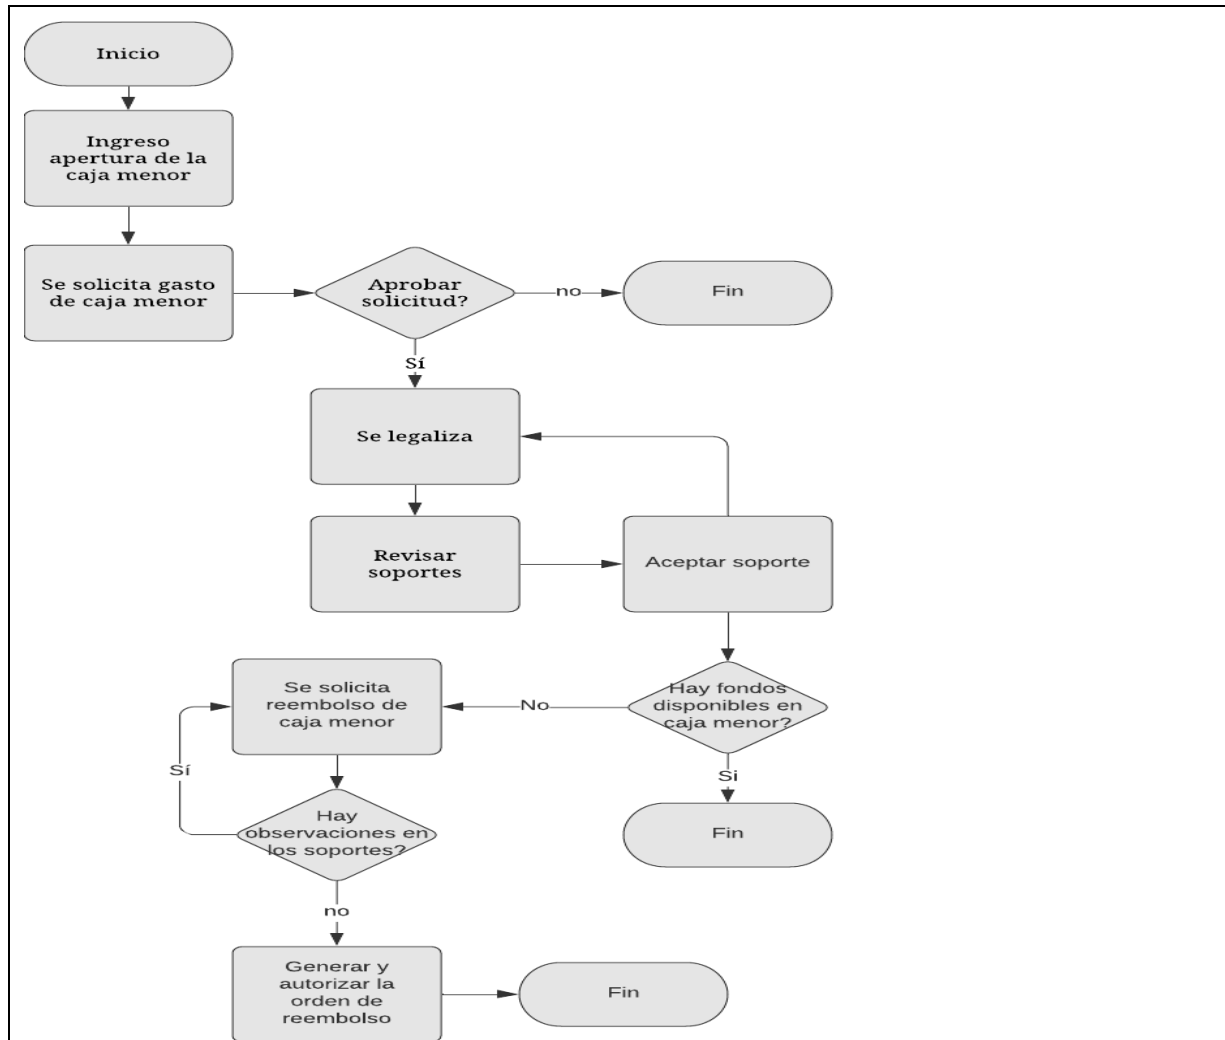 Inicio
Ingreso
apertura de la
caja menor
Se solicita gasto
de caja menor
Aprobar
solicitud?
no
Fin
Sí
Se legaliza
Revisar
soportes
Aceptar soporte
Hay fondos
disponibles en
caja menor?
No
Se solicita
reembolso de
caja menor
Si
Fin
Sí
Hay
observaciones en
los soportes?
no
Generar y
autorizar la
orden de
reembolso
Fin